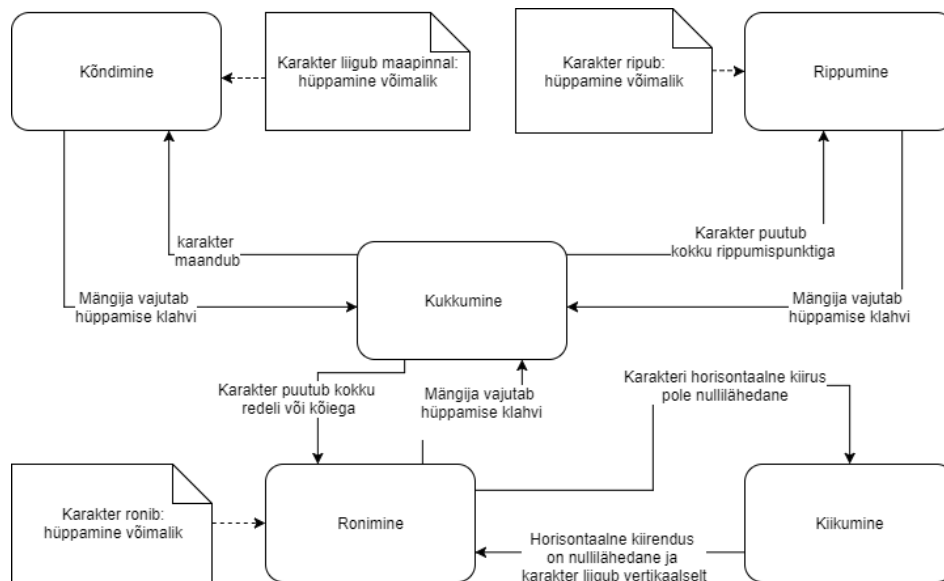 Kõndimine
Karakter liigub maapinnal:
hüppamine võimalik
Karakter ripub:
hüppamine võimalik
Rippumine
karakter
maandub
Karakter puutub
kokku rippumispunktiga
Mängija vajutab
hüppamise klahvi
Kukkumine
Mängija vajutab
hüppamise klahvi
Karakter puutub kokku
redeli või kõiega
Mängija vajutab
hüppamise klahvi
Karakteri horisontaalne kiirus
pole nullilähedane
Karakter ronib:
hüppamine võimalik
Ronimine
Kiikumine
Horisontaalne kiirendus
on nullilähedane ja
karakter liigub vertikaalselt